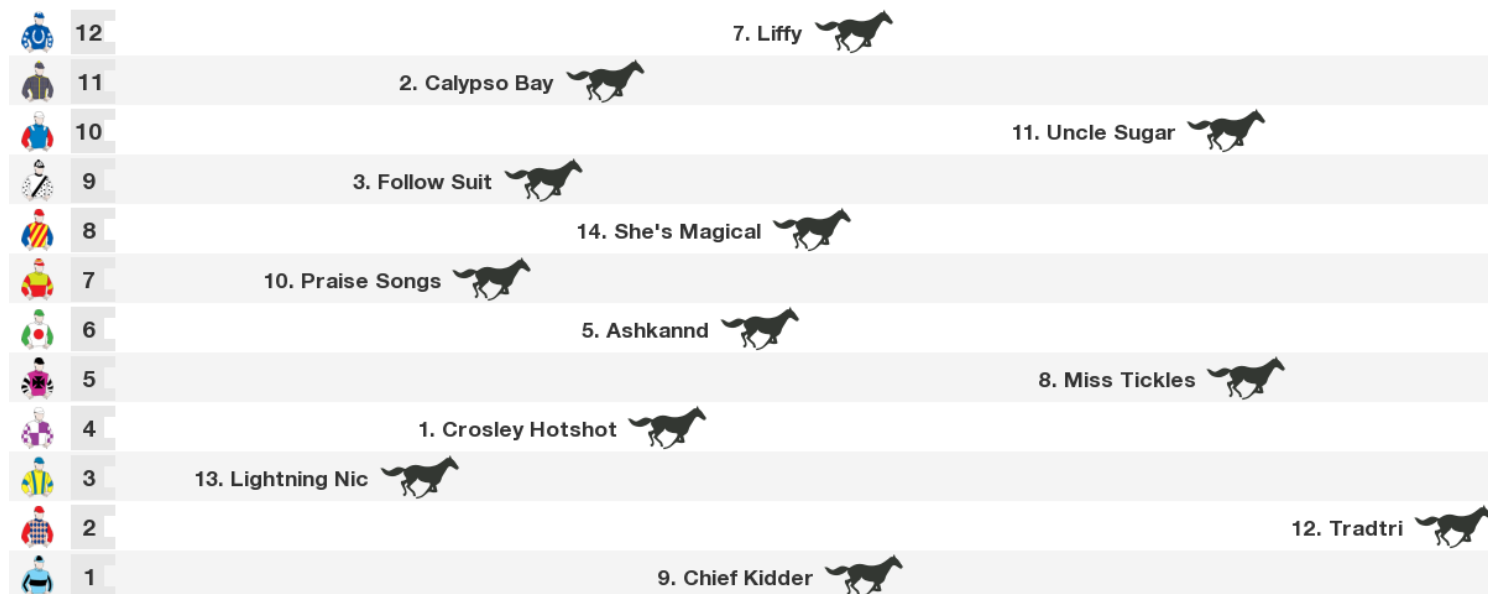 12 7. Liffy
11 2. Calypso Bay
10 11. Uncle Sugar
9 3. Follow Suit
8 14. She's Magical
7 10. Praise Songs
6 5. Ashkannd
5 8. Miss Tickles
4 1. Crosley Hotshot
3 13. Lightning Nic
2 12. Tradtri
1 9. Chief Kidder